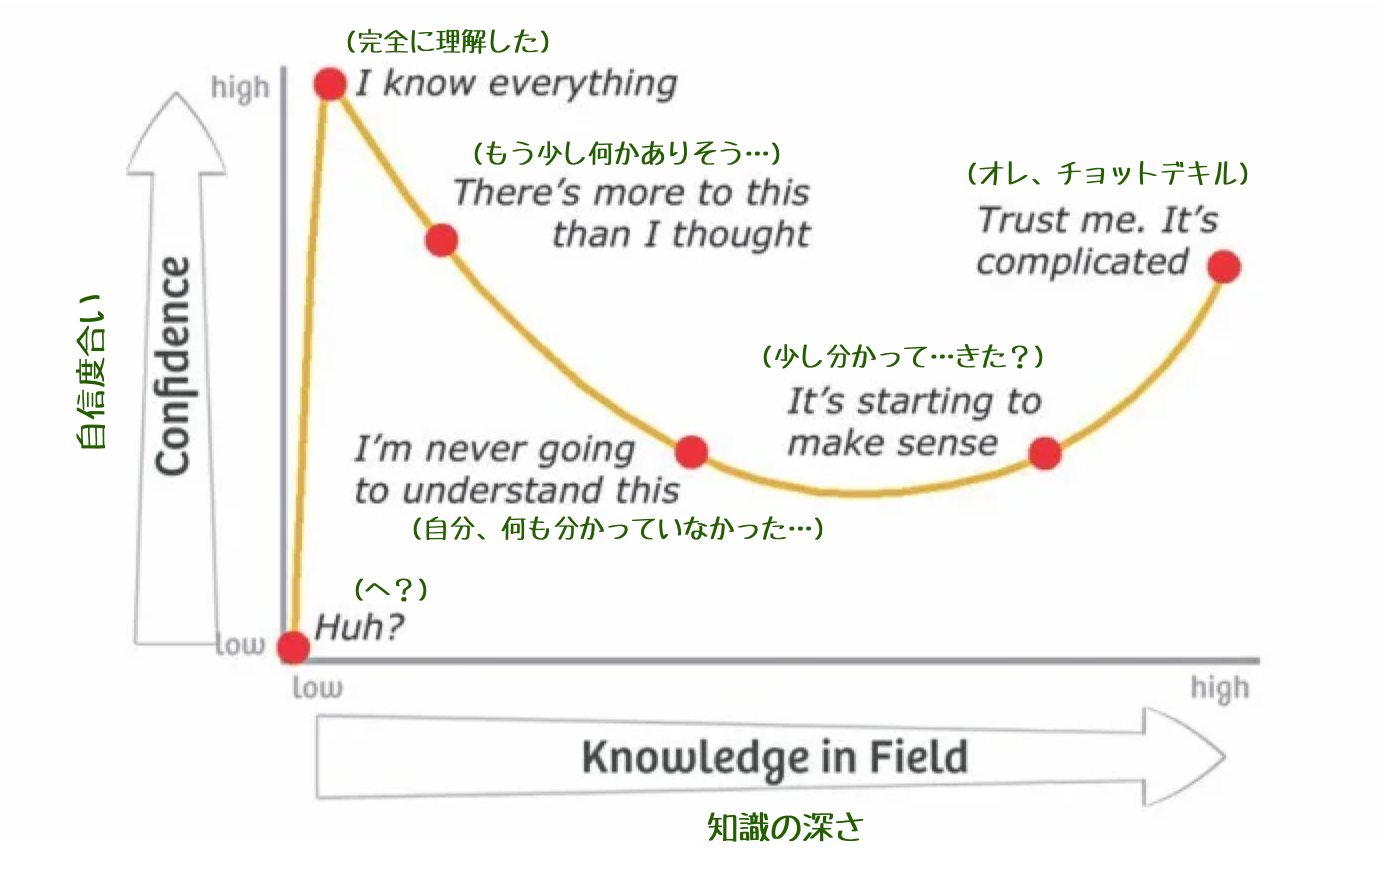 (完全に理解した)
high
I know everything
(もう少し何かありそう…)
There's more to this
than I thought
(オレ、チョットデキル)
Trust me. It's
complicated
自信度合い
Confidence
(少し分かって…きた？)
It's starting to
make sense
I'm never going
to understand this
(自分、何も分かっていなかった…)
(へ？)
Huh?
low
low
high
Knowledge in Field
知識の深さ